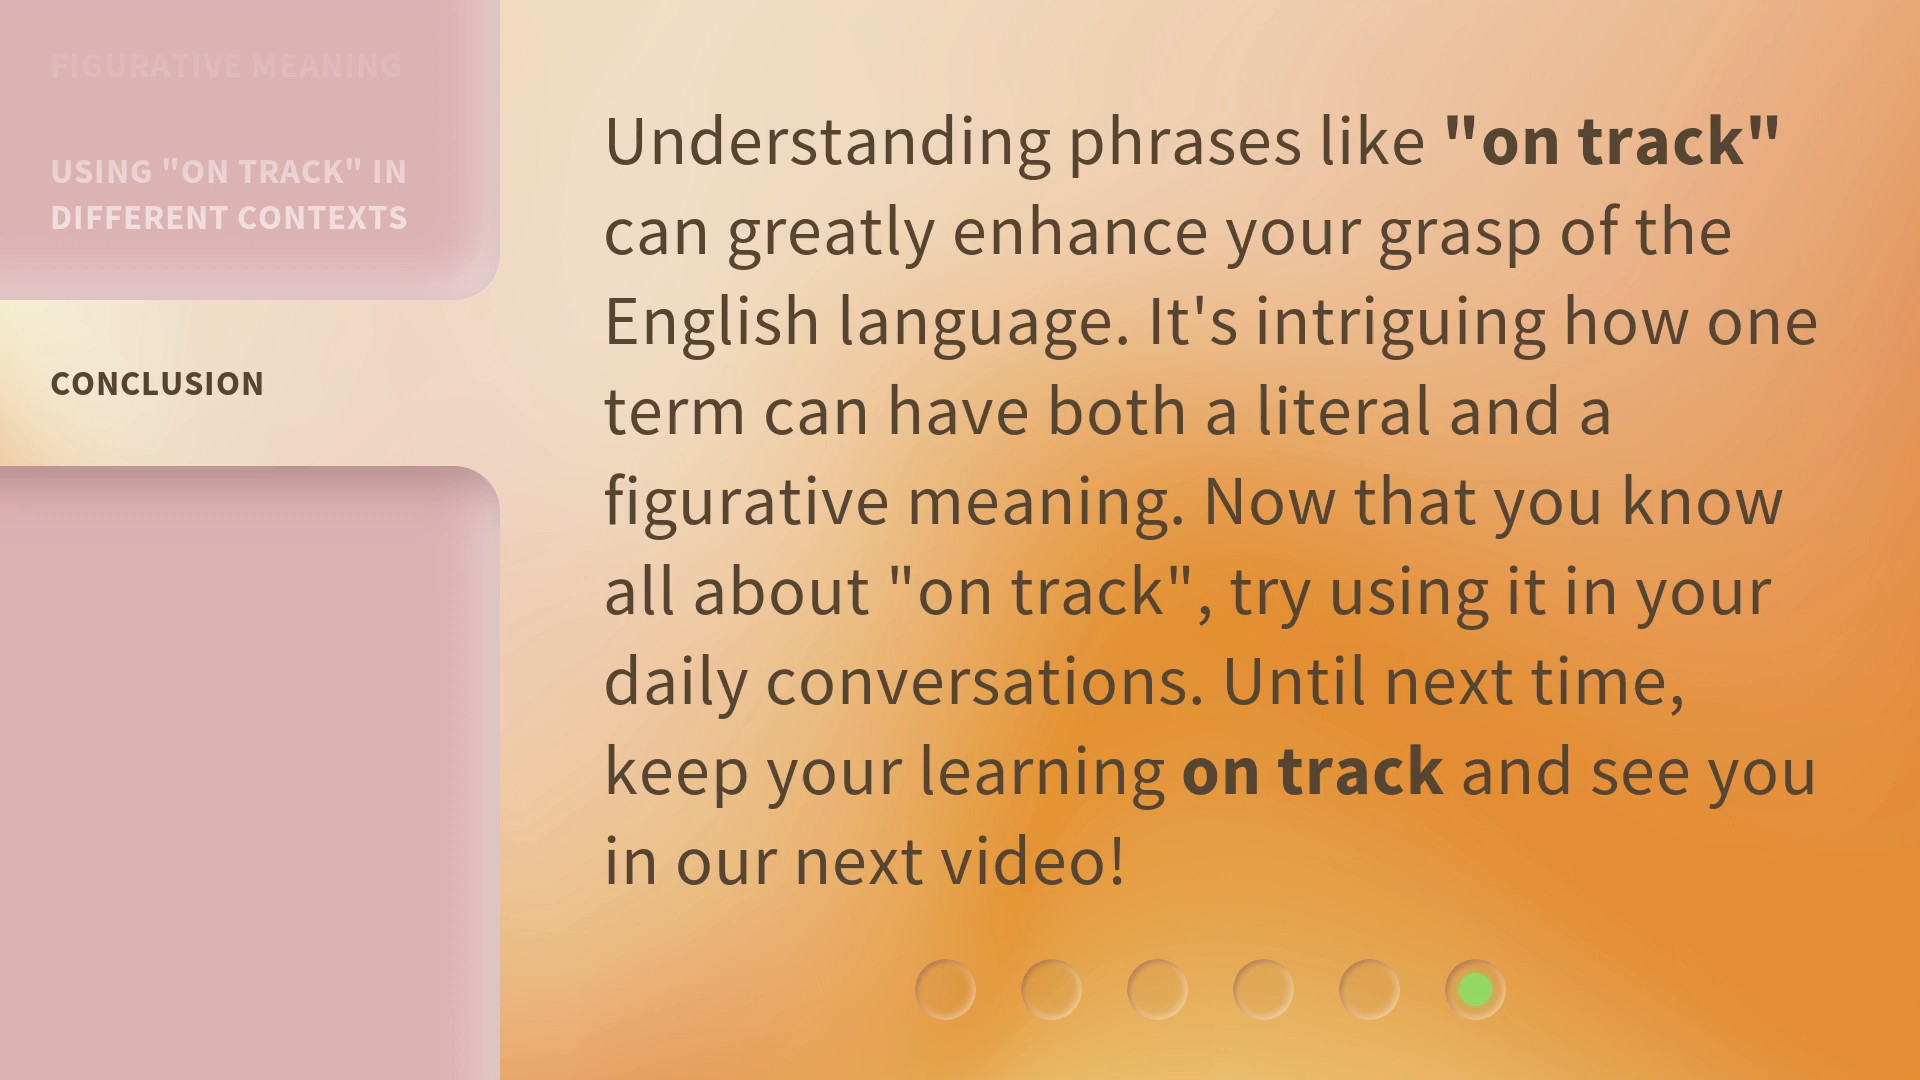 FIGURATIVE MEANING
USING "ON TRACK" IN
DIFFERENT CONTEXTS
CONCLUSION
Understanding phrases like "on track"
can greatly enhance your grasp of the
English language. It's intriguing how one
term can have both a literal and a
figurative meaning. Now that you know
all about "on track", try using it in your
daily conversations. Until next time,
keep your learning on track and see you
in our next video!